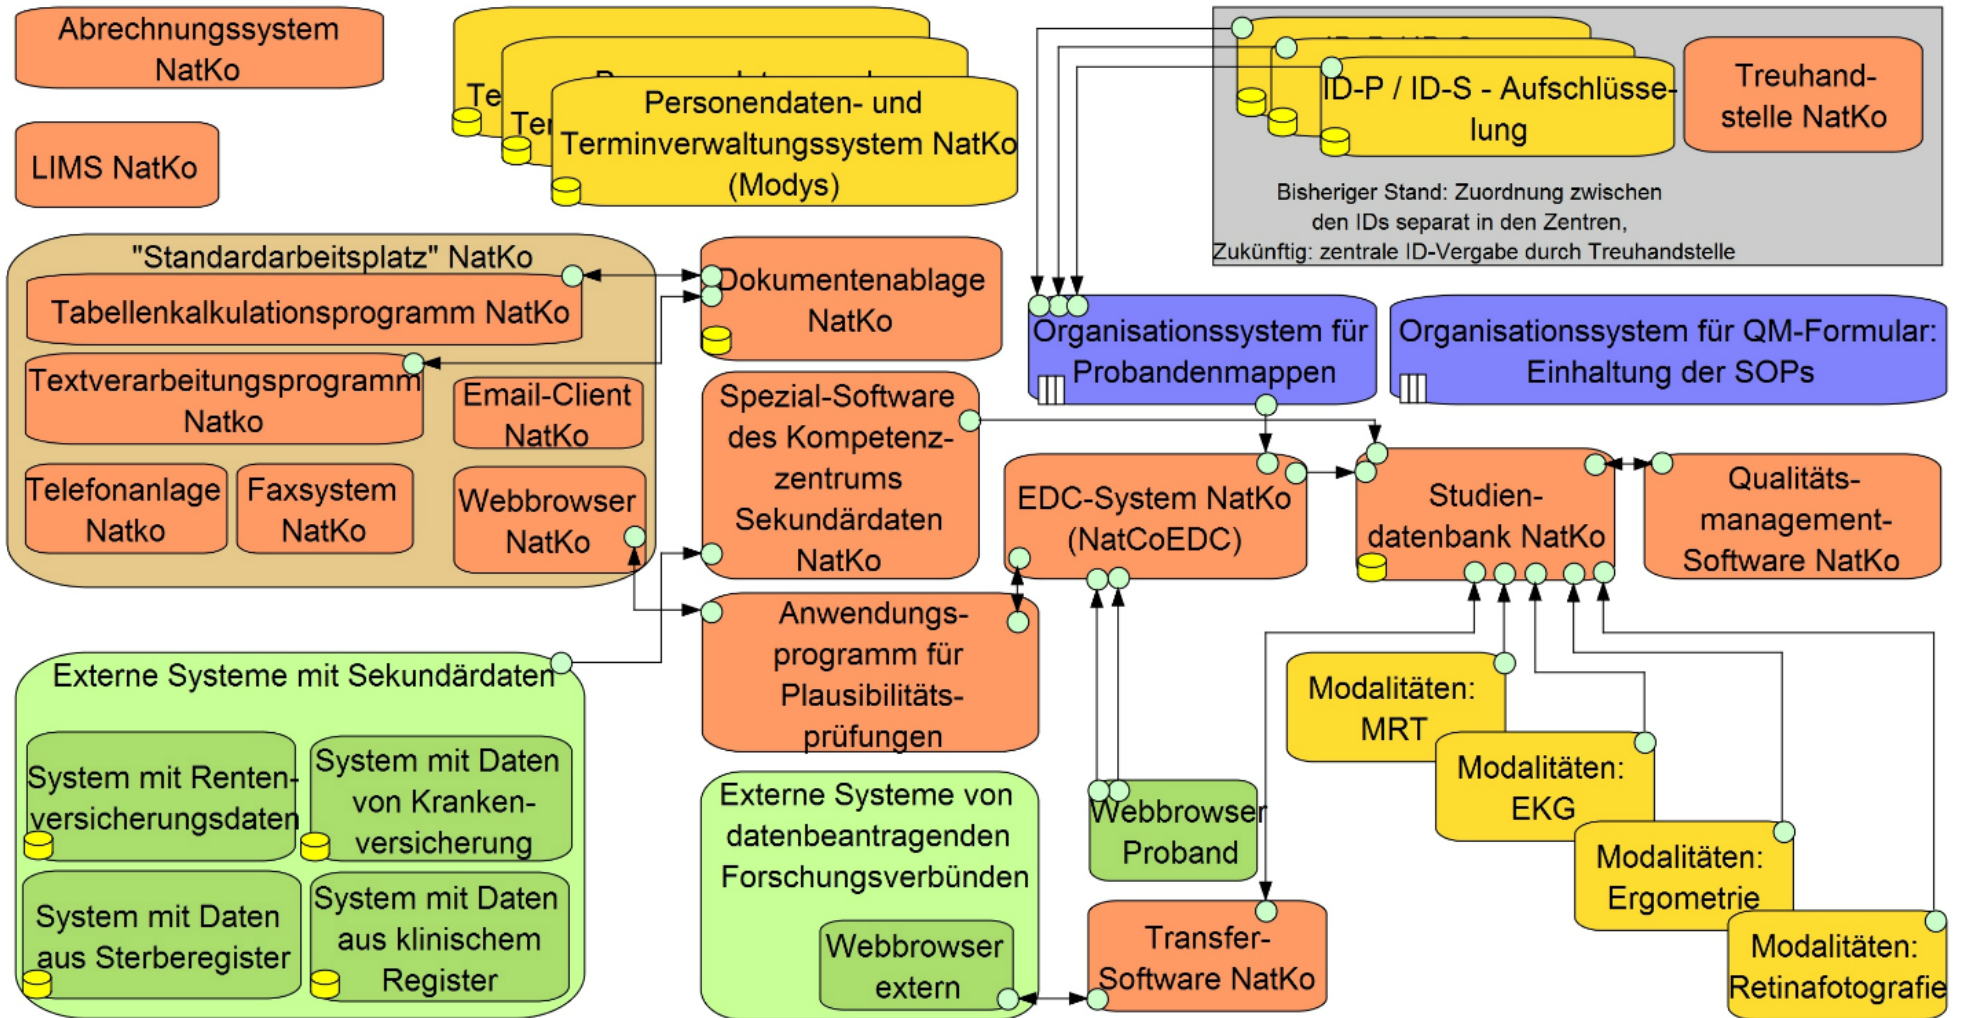 Abrechnungssystem
NatKo
LIMS NatKo
Te
Ter
Personendaten- und
Terminverwaltungssystem NatKo
(Modys)
ID-P / ID-S - Aufschlüsse-
lung
Treuhand-
stelle NatKo
Bisheriger Stand: Zuordnung zwischen
den IDs separat in den Zentren,
Zukünftig: zentrale ID-Vergabe durch Treuhandstelle
"Standardarbeitsplatz" NatKo
Tabellenkalkulationsprogramm NatKo
Textverarbeitungsprogramm
Natko
Email-Client
NatKo
Telefonanlage
Natko
Faxsystem
NatKo
Webbrowser
NatKo
Dokumentenablage
NatKo
Organisationssystem für
Probandenmappen
Organisationssystem für QM-Formular:
Einhaltung der SOPs
Spezial-Software
des Kompetenz-
zentrums
Sekundärdaten
NatKo
EDC-System NatKo
(NatCoEDC)
Studien-
datenbank NatKo
Qualitäts-
management-
Software NatKo
Anwendungs-
programm für
Plausibilitäts-
prüfungen
Externe Systeme mit Sekundärdaten
System mit Renten-
versicherungsdaten
System mit Daten
von Kranken-
versicherung
System mit Daten
aus Sterberegister
System mit Daten
aus klinischem
Register
Externe Systeme von
datenbeantragenden
Forschungsverbünden
Webbrowser
extern
Webbrowser
Proband
Transfer-
Software NatKo
Modalitäten:
MRT
Modalitäten:
EKG
Modalitäten:
Ergometrie
Modalitäten:
Retinafotografie